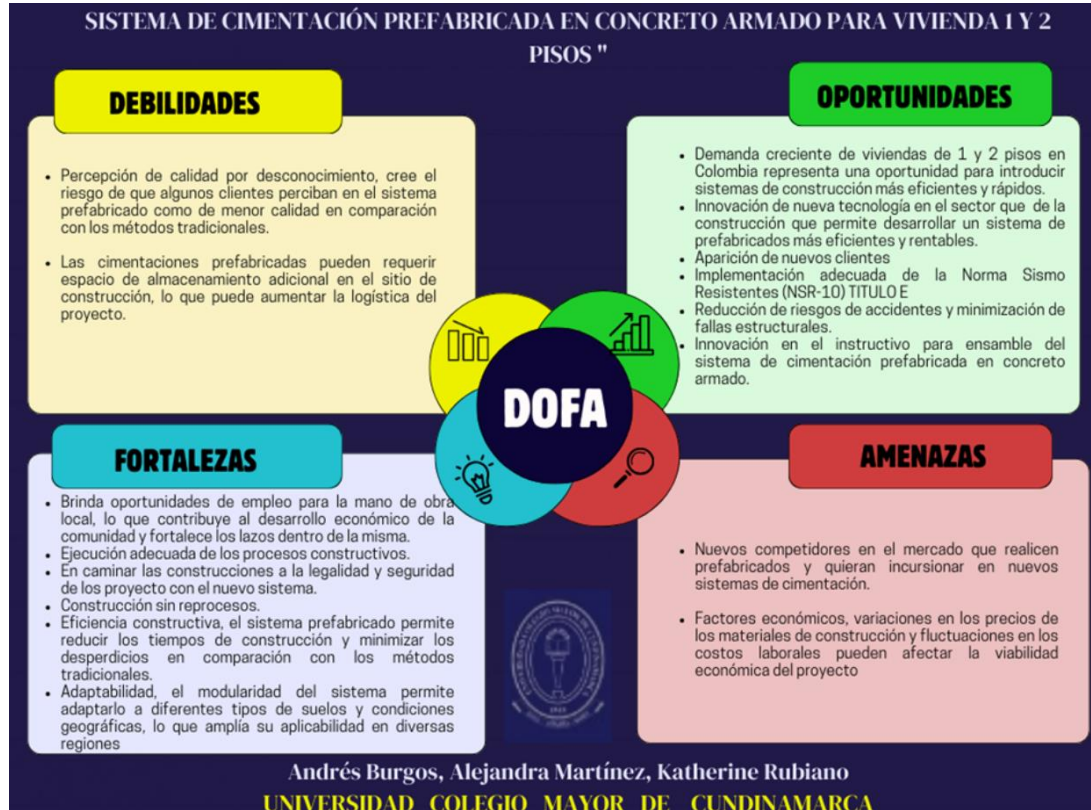 SISTEMA DE CIMENTACIÓN PREFABRICADA EN CONCRETO ARMADO PARA VIVIENDA 1 Y 2
PISOS "
DEBILIDADES
Percepción de calidad por desconocimiento, cree el
riesgo de que algunos clientes perciban en el sistema
prefabricado como de menor calidad en comparación
con los métodos tradicionales.
Las cimentaciones prefabricadas pueden requerir
espacio de almacenamiento adicional en el sitio de
construcción, lo que puede aumentar la logística del
proyecto.
OPORTUNIDADES
Demanda creciente de viviendas de 1 y 2 pisos en
Colombia representa una oportunidad para introducir
sistemas de construcción más eficientes y rápidos.
Innovación de nueva tecnología en el sector que de la
construcción que permite desarrollar un sistema de
prefabricados más eficientes y rentables.
Aparición de nuevos clientes
Implementación adecuada de la Norma Sismo
Resistentes (NSR-10) TITULO E
Reducción de riesgos de accidentes y minimización de
fallas estructurales.
Innovación en el instructivo para ensamble del
sistema de cimentación prefabricada en concreto
armado.
DOFA
FORTALEZAS
Brinda oportunidades de empleo para la mano de obra
local, lo que contribuye al desarrollo económico de la
comunidad y fortalece los lazos dentro de la misma.
Ejecución adecuada de los procesos constructivos.
En caminar las construcciones a la legalidad y seguridad
de los proyecto con el nuevo sistema.
Construcción sin reprocesos.
Eficiencia constructiva, el sistema prefabricado permite
reducir los tiempos de construcción y minimizar los
desperdicios en comparación con los métodos
tradicionales.
Adaptabilidad, el modularidad del sistema permite
adaptarlo a diferentes tipos de suelos y condiciones
geográficas, lo que amplía su aplicabilidad en diversas
regiones
AMENAZAS
Nuevos competidores en el mercado que realicen
prefabricados y quieran incursionar en nuevos
sistemas de cimentación.
Factores económicos, variaciones en los precios de
los materiales de construcción y fluctuaciones en los
costos laborales pueden afectar la viabilidad
económica del proyecto
Andrés Burgos, Alejandra Martínez, Katherine Rubiano
UNIVERSIDAD COLEGIO MAYOR DE CUNDINAMARCA